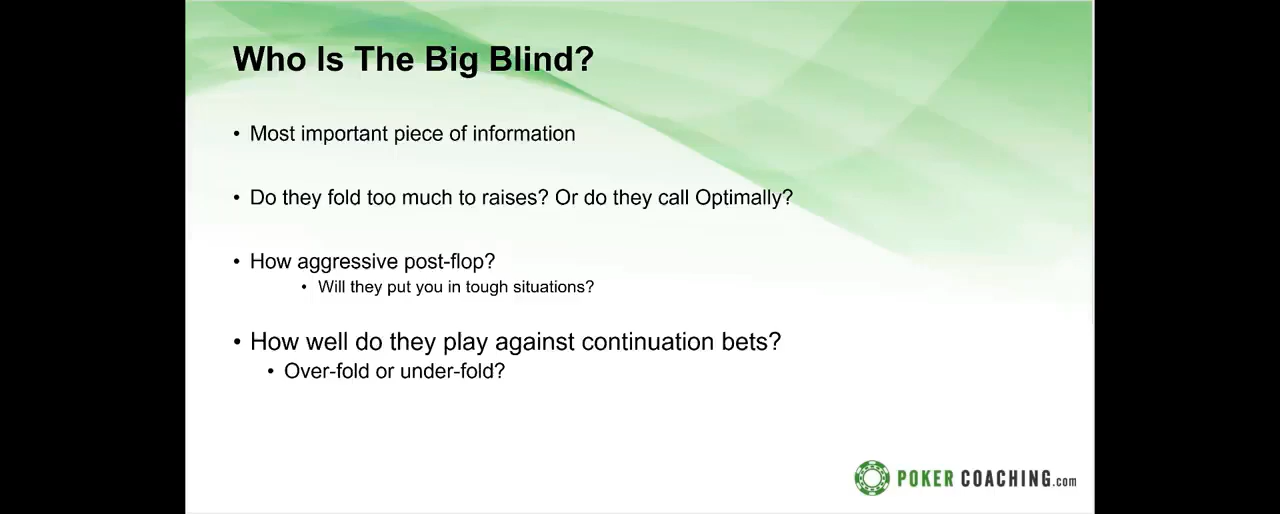 Who Is The Big Blind?
• Most important piece of information
• Do they fold too much to raises? Or do they call Optimally?
• How aggressive post-flop?
• Will they put you in tough situations?
• How well do they play against continuation bets?
• Over-fold or under-fold?
POKER COACHING.com